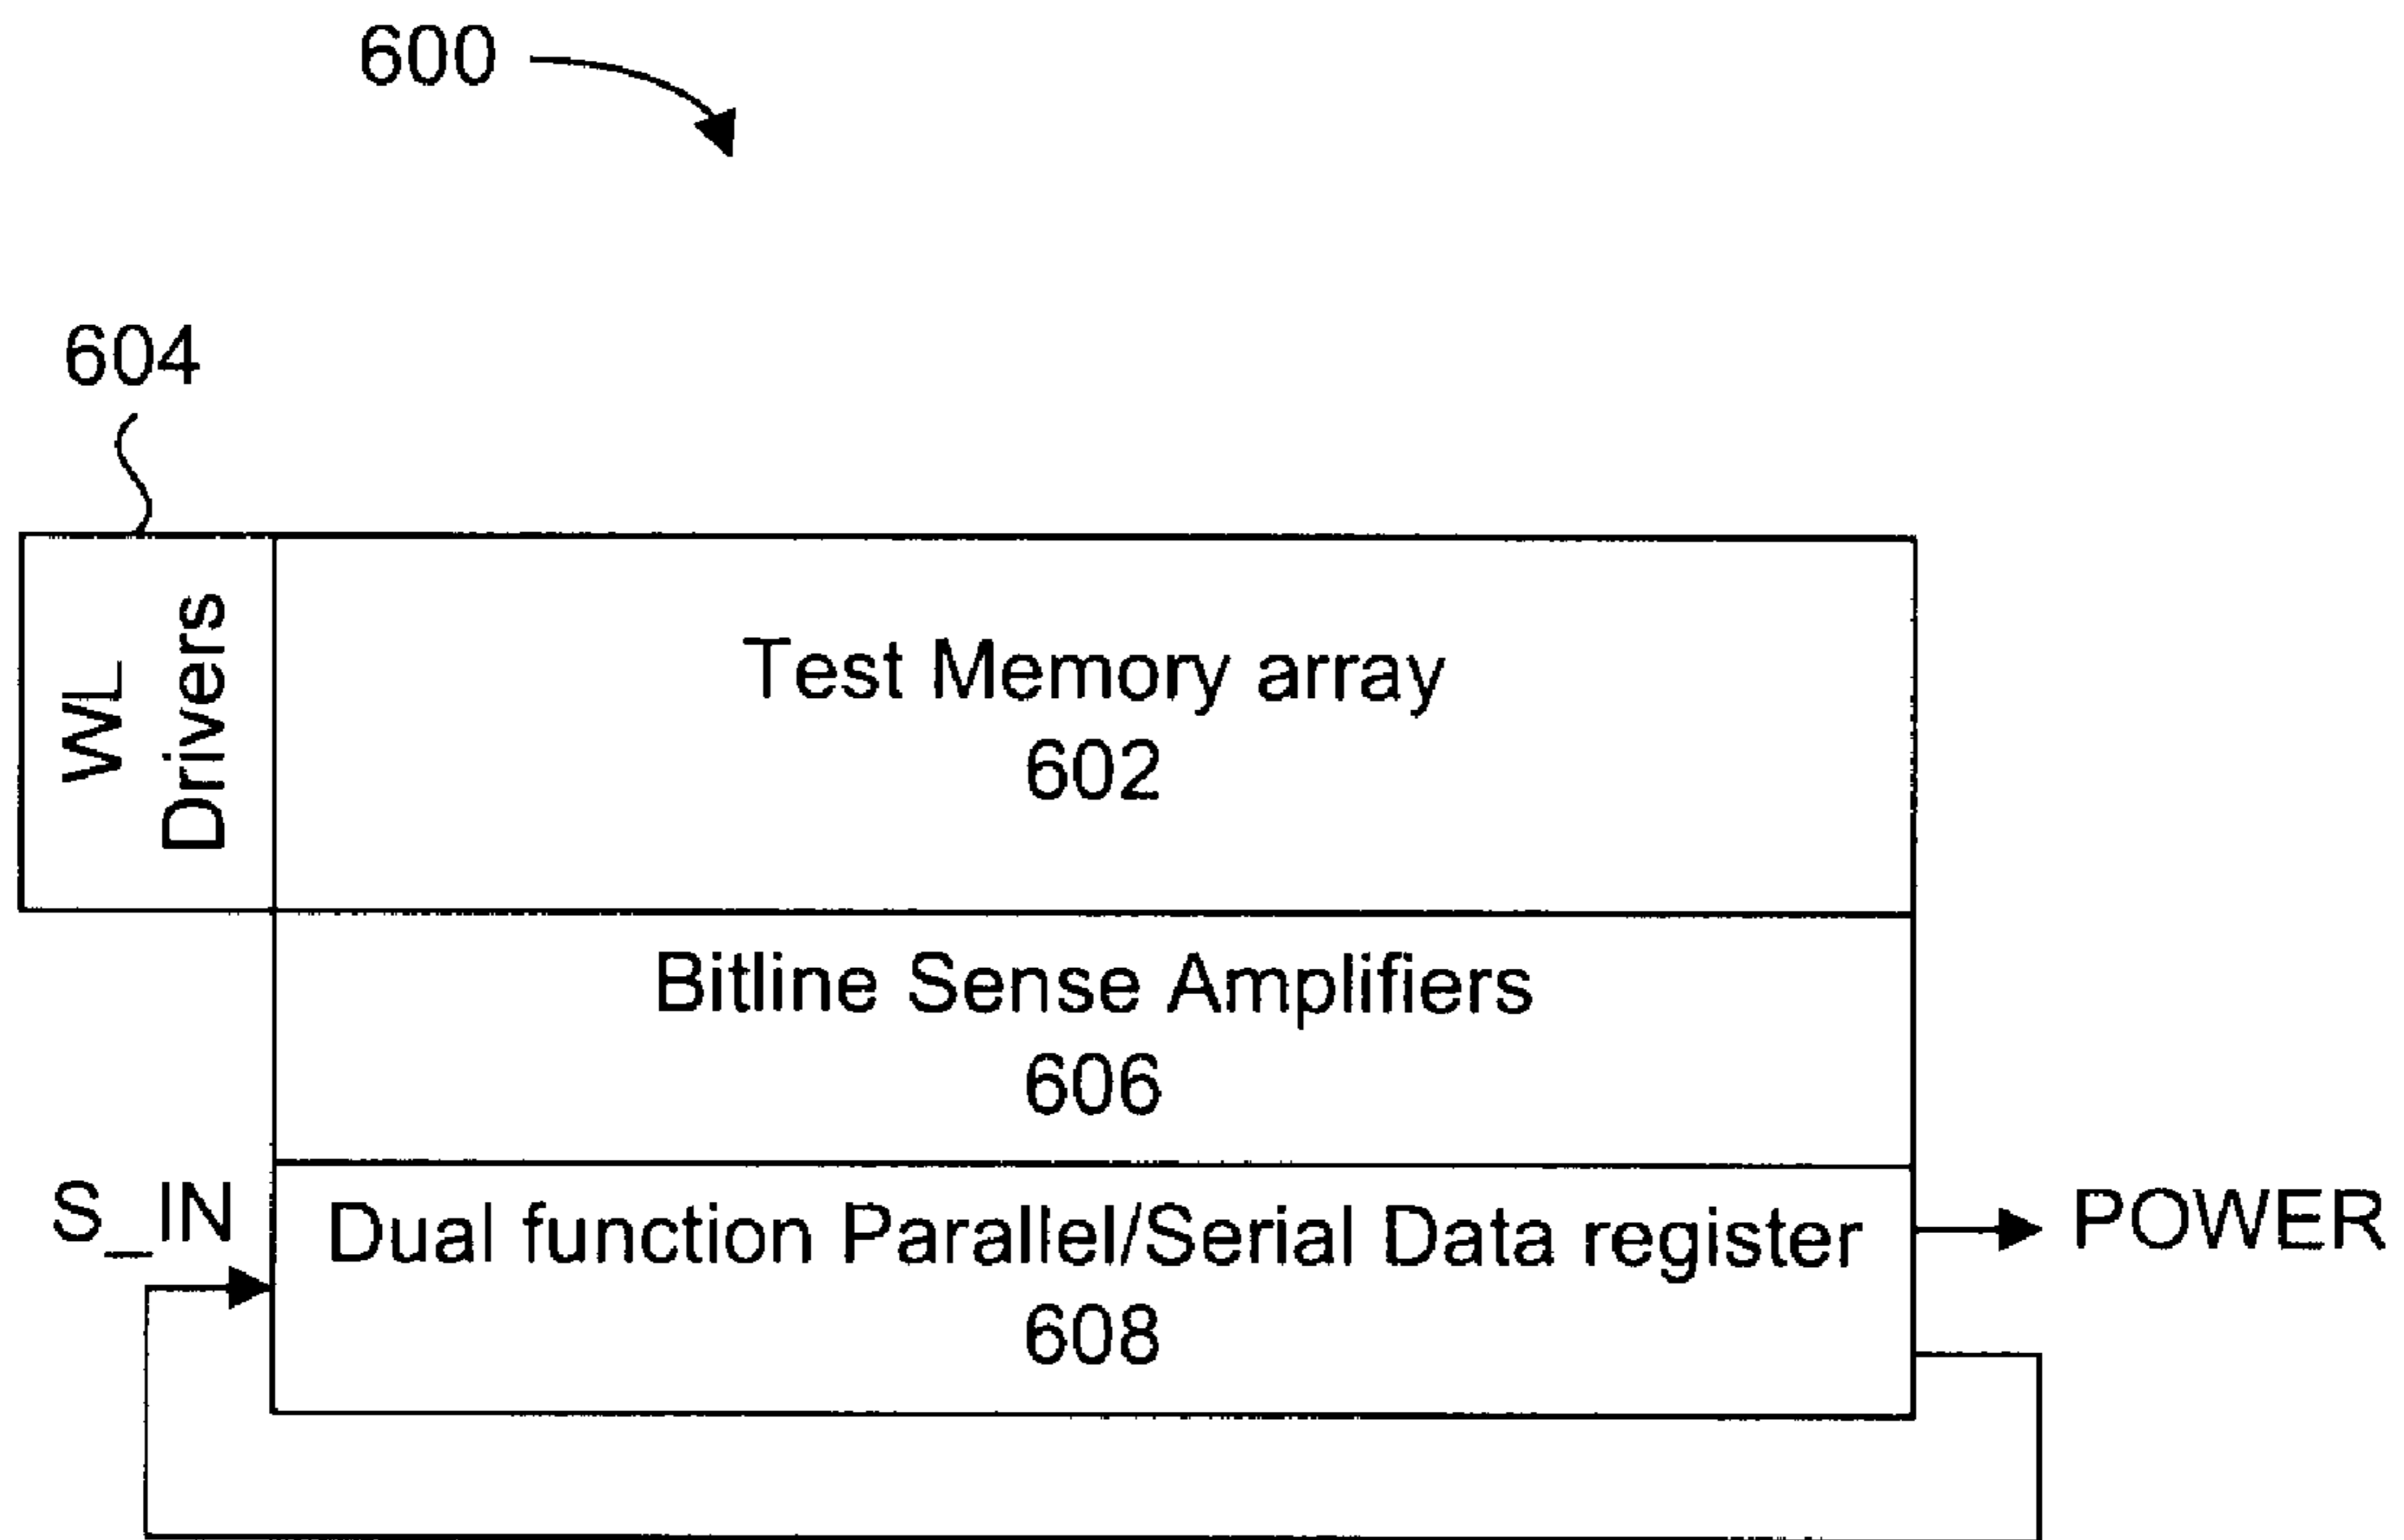 600
604
WL
Drivers
Test Memory array
602
Bitline Sense Amplifiers
606
S_IN
Dual function Parallel/Serial Data register
608
POWER